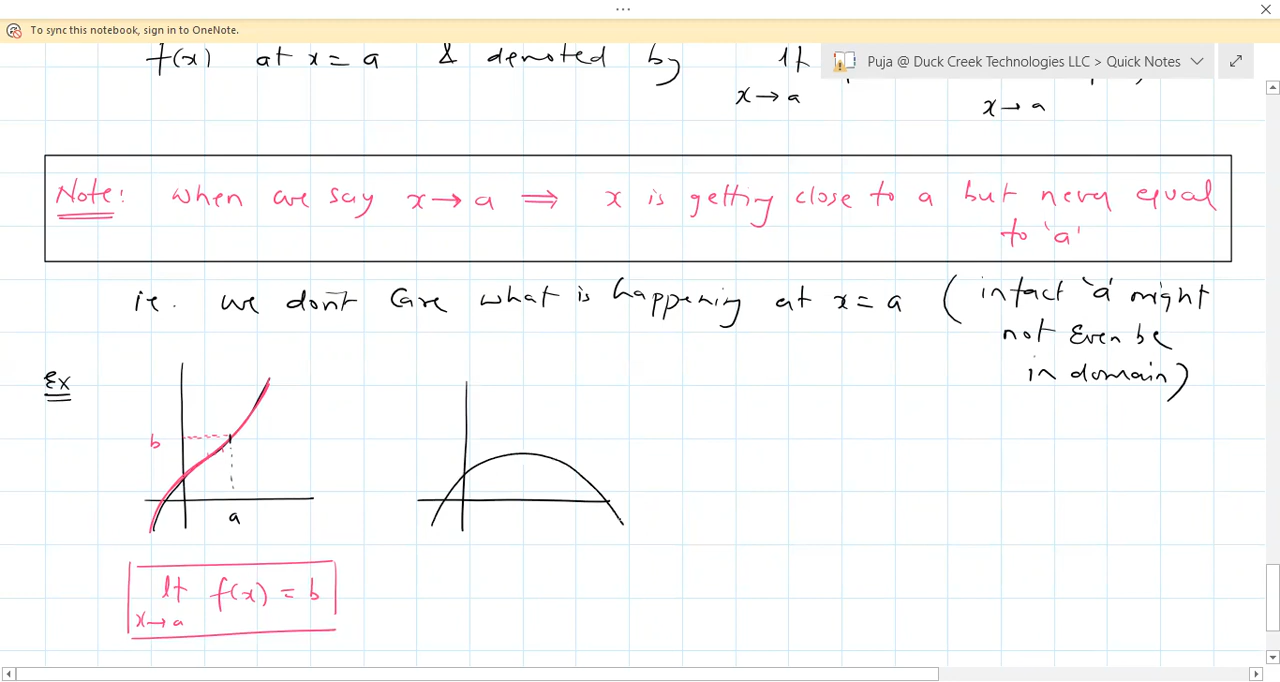 ...
To sync this notebook, sign in to OneNote.
f(x) at x = a & denoted by lt
Puja @ Duck Creek Technologies LLC > Quick Notes
x → a x → a
Note: when we say x → a ⟹ x is getting close to a but never equal
to 'a'
ie. we don't care what is happening at x = a (infact 'a' might
not even be
in domain)
Ex
b
a
lt f(x) = b
x → a